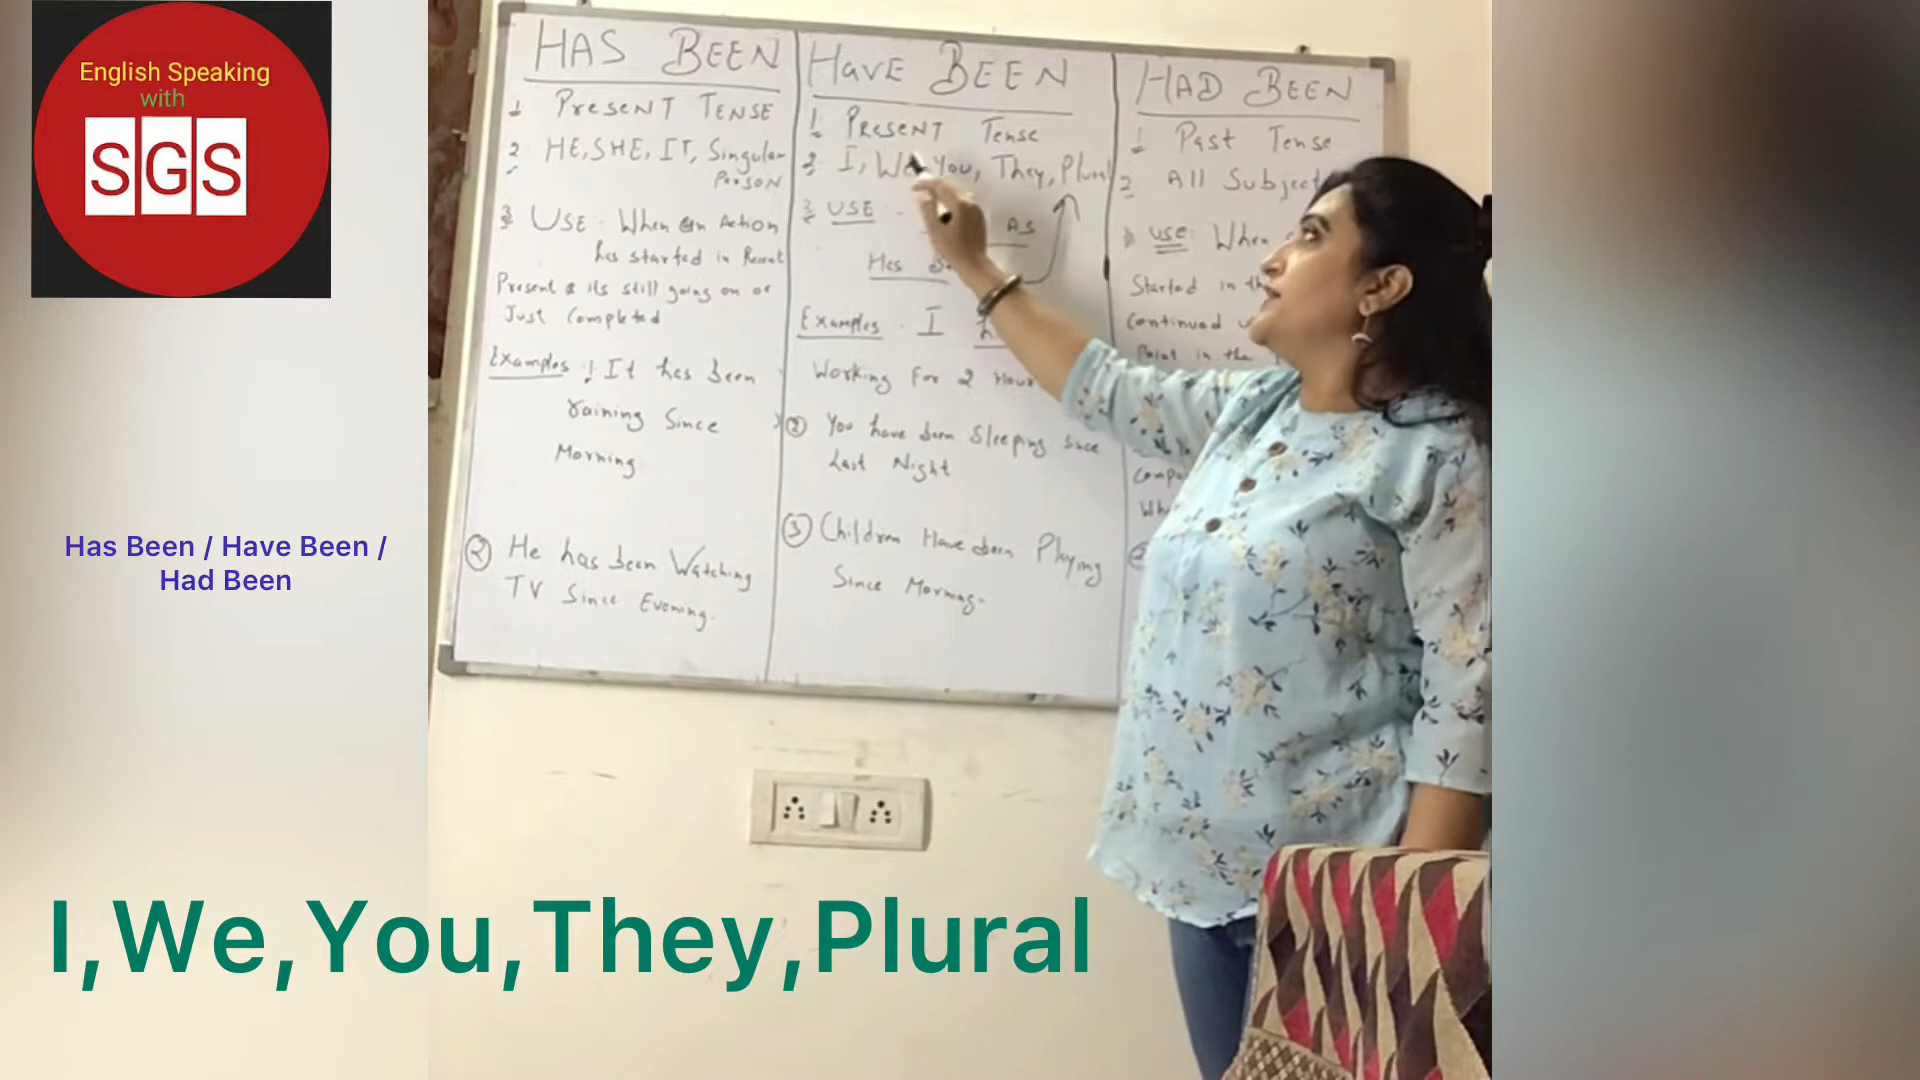 English Speaking
with
SGS
Has Been / Have Been /
Had Been
I,We,You,They,Plural
HAS BEEN
1 PreseNT TENSE
2 HE, SHE, IT, Singular
Person
3 USE - When an Action
has started in Recent
Present & its still going on or
Just Completed
Examples 1 It has been
raining Since
Morning
2 He has been Watching
TV Since Evening.
Have BEEN
1 PreseNT Tense
2 I, We You, They, Plural
3 USE -
As
Has
Examples - I
Working For 2 Hour
2 You have been Sleeping Since
Last Night
3 Children Have been Playing
Since Morning-
HAD BEEN
1 Past Tense
2 All Subject
3 USE: When
Started in th
Continued
Point in the